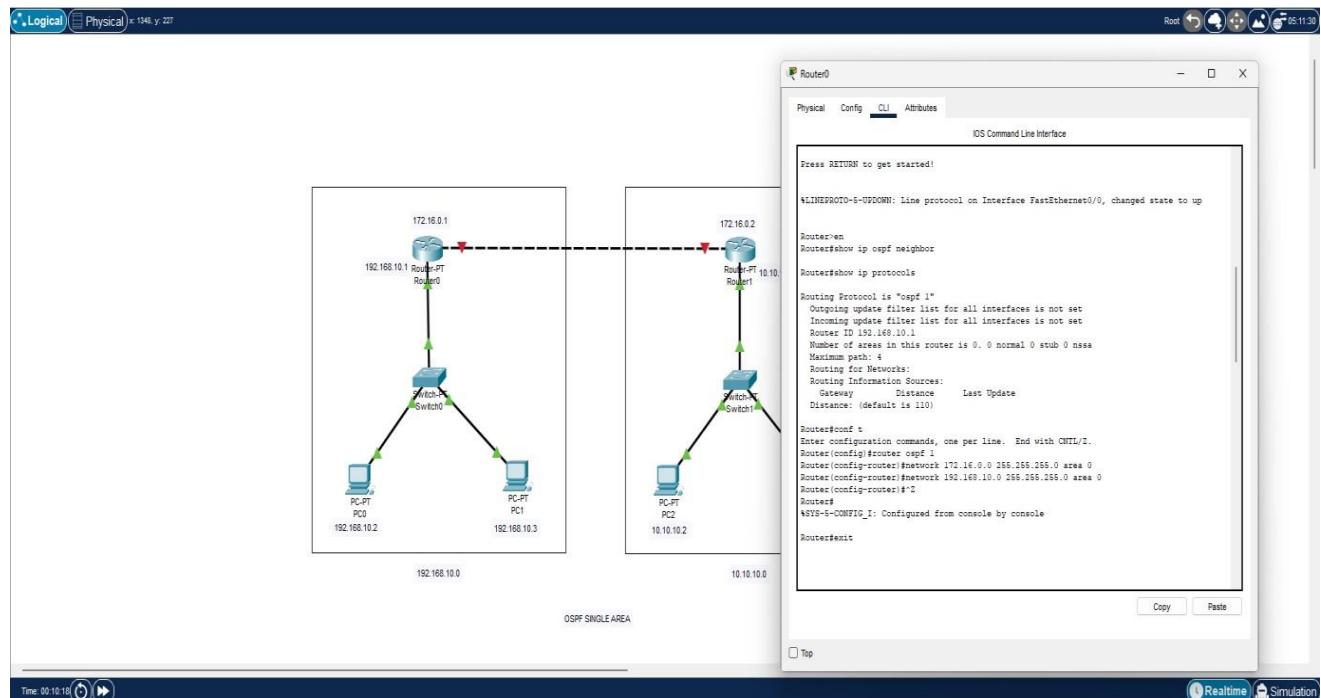 Logical Physical x: 1348, y: 227
Root 05:11:30
172.16.0.1
192.168.10.1 Router-PT
Router0
Switch-PT
Switch0
PC-PT
PC0
192.168.10.2
PC-PT
PC1
192.168.10.3
192.168.10.0
172.16.0.2
Router-PT 10.10.
Router1
Switch-PT
Switch1
PC-PT
PC2
10.10.10.2
10.10.10.0
OSPF SINGLE AREA
Router0
Physical Config CLI Attributes
IOS Command Line Interface
Press RETURN to get started!
%LINEPROTO-5-UPDOWN: Line protocol on Interface FastEthernet0/0, changed state to up
Router>en
Router#show ip ospf neighbor
Router#show ip protocols
Routing Protocol is "ospf 1"
Outgoing update filter list for all interfaces is not set
Incoming update filter list for all interfaces is not set
Router ID 192.168.10.1
Number of areas in this router is 0. 0 normal 0 stub 0 nssa
Maximum path: 4
Routing for Networks:
Routing Information Sources:
Gateway Distance Last Update
Distance: (default is 110)
Router#conf t
Enter configuration commands, one per line. End with CNTL/Z.
Router(config)#router ospf 1
Router(config-router)#network 172.16.0.0 255.255.255.0 area 0
Router(config-router)#network 192.168.10.0 255.255.255.0 area 0
Router(config-router)#^Z
Router#
%SYS-5-CONFIG_I: Configured from console by console
Router#exit
Copy Paste
Top
Time: 00:10:18
Realtime Simulation